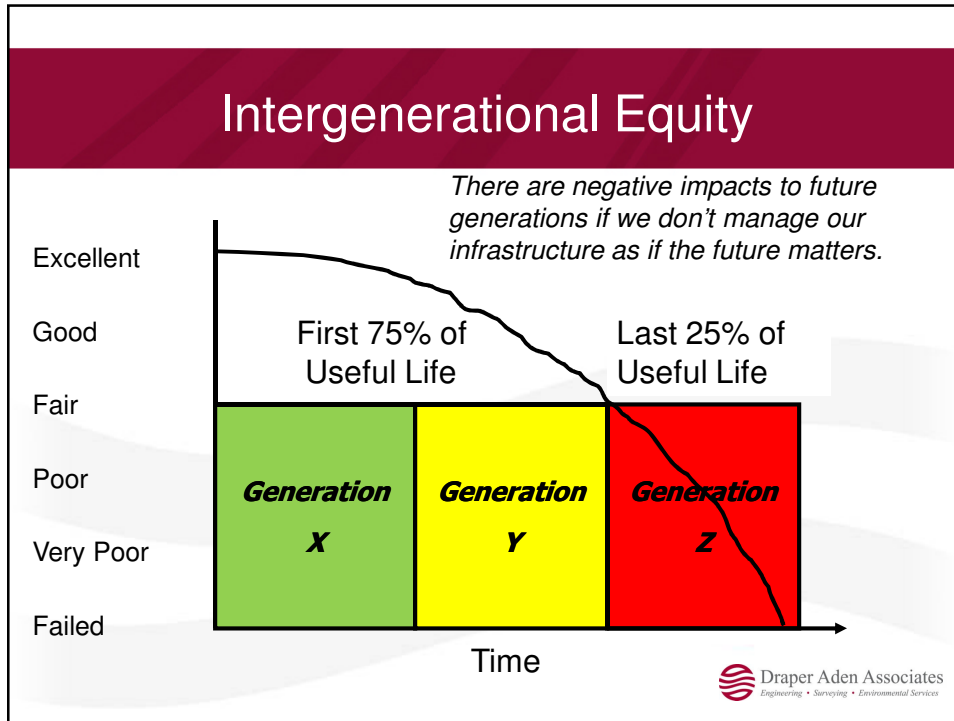 Intergenerational Equity
There are negative impacts to future
generations if we don't manage our
infrastructure as if the future matters.
Excellent
Good
Fair
Poor
Very Poor
Failed
First 75% of
Useful Life
Last 25% of
Useful Life
Generation
X
Generation
Y
Generation
Z
Time
Draper Aden Associates
Engineering • Surveying • Environmental Services